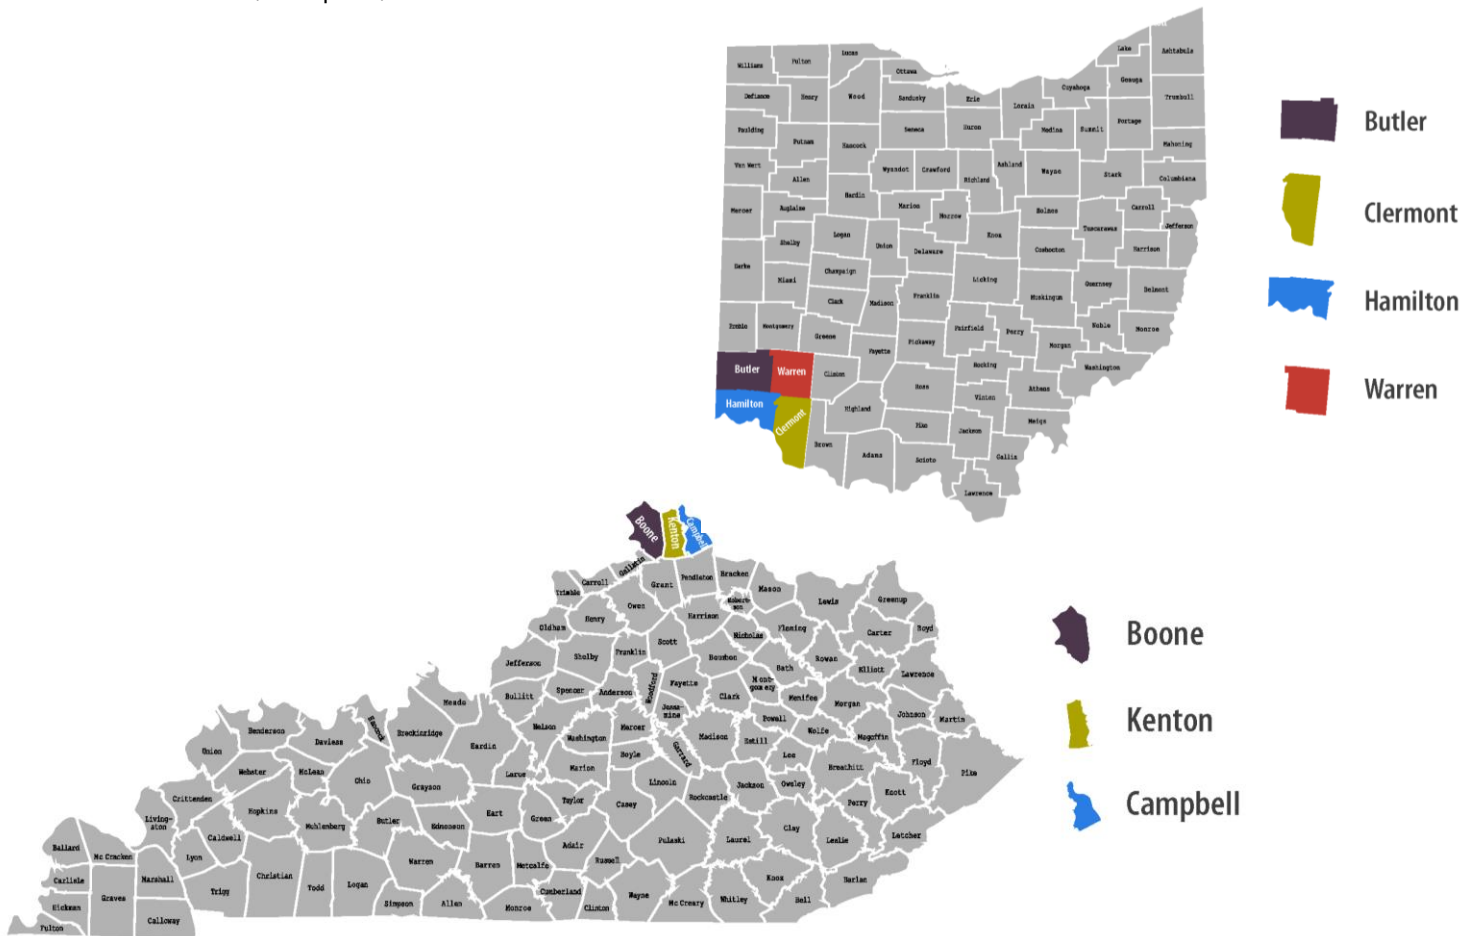 Lake
Ashtabula
Lucas
Fulton
Williams
Ottawa
Geauga
Cuyahoga
Defiance
Henry
Wood
Sandusky
Erie
Lorain
Trumbull
Portage
Summit
Medina
Huron
Seneca
Paulding
Putnam
Hancock
Mahoning
Van Wert
Allen
Wyandot
Crawford
Richland
Ashland
Wayne
Stark
Columbiana
Hardin
Mercer
Auglaize
Marion
Morrow
Holmes
Carroll
Tuscarawas
Jefferson
Logan
Union
Knox
Shelby
Delaware
Coshocton
Harrison
Darke
Champaign
Miami
Licking
Guernsey
Belmont
Clark
Madison
Franklin
Muskingum
Preble
Montgomery
Greene
Fairfield
Perry
Noble
Monroe
Pickaway
Morgan
Fayette
Hocking
Washington
Butler
Warren
Clinton
Ross
Athens
Vinton
Hamilton
Clermont
Highland
Pike
Jackson
Meigs
Brown
Adams
Scioto
Gallia
Lawrence
Butler
Clermont
Hamilton
Warren
Boone
Kenton
Campbell
Gallatin
Carroll
Trimble
Grant
Pendleton
Bracken
Mason
Robert-
son
Lewis
Greenup
Owen
Henry
Harrison
Oldham
Fleming
Carter
Boyd
Nicholas
Scott
Franklin
Shelby
Jefferson
Bourbon
Bath
Rowan
Elliott
Lawrence
Spencer
Anderson
Woodford
Fayette
Clark
Mont-
gomery
Menifee
Morgan
Bullitt
Meade
Jessa-
mine
Johnson
Martin
Hancock
Breckinridge
Nelson
Mercer
Powell
Wolfe
Magoffin
Henderson
Daviess
Hardin
Washington
Garrard
Madison
Estill
Union
Boyle
Lee
Floyd
Pike
Webster
McLean
Ohio
Larue
Marion
Lincoln
Breathitt
Grayson
Jackson
Owsley
Knott
Crittenden
Taylor
Casey
Rockcastle
Perry
Hopkins
Hart
Green
Living-
ston
Muhlenberg
Butler
Edmonson
Clay
Leslie
Letcher
Caldwell
Adair
Pulaski
Laurel
Ballard
Mc Cracken
Lyon
Warren
Barren
Metcalfe
Russell
Carlisle
Marshall
Trigg
Christian
Todd
Logan
Knox
Harlan
Graves
Cumberland
Wayne
Hickman
Simpson
Allen
Monroe
Clinton
Mc Creary
Whitley
Bell
Calloway
Fulton
Boone
Kenton
Campbell